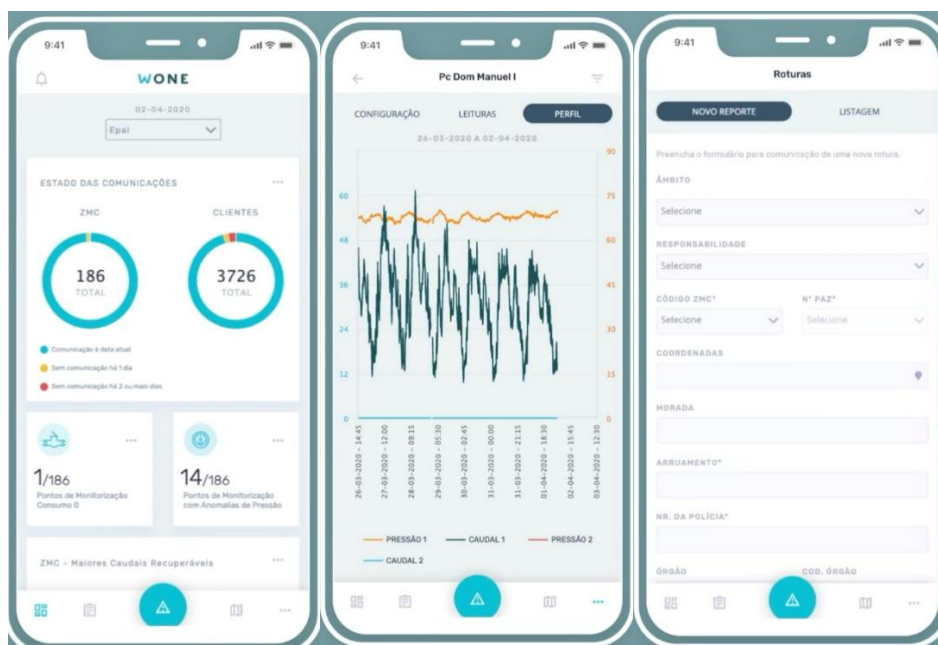 9:41
WONE
02-04-2020
Epal
ESTADO DAS COMUNICAÇÕES
ZMC
CLIENTES
186
TOTAL
3726
TOTAL
Comunicação à data atual
Sem comunicação há 1 dia
Sem comunicação há 2 ou mais dias
1/186
Pontos de Monitorização
Consumo 0
14/186
Pontos de Monitorização
com Anomalias de Pressão
ZMC - Maiores Caudais Recuperáveis
9:41
Pc Dom Manuel I
CONFIGURAÇÃO
LEITURAS
PERFIL
26-03-2020 A 02-04-2020
90
75
60
45
30
15
0
60
48
36
24
12
0
26-03-2020 - 14:45
27-03-2020 - 12:00
28-03-2020 - 09:15
29-03-2020 - 05:30
30-03-2020 - 02:45
31-03-2020 - 00:00
31-03-2020 - 21:15
01-04-2020 - 18:30
02-04-2020 - 15:45
03-04-2020 - 12:30
PRESSÃO 1
CAUDAL 1
PRESSÃO 2
CAUDAL 2
9:41
Roturas
NOVO REPORTE
LISTAGEM
Preencha o formulário para comunicação de uma nova rotura.
ÂMBITO
Selecione
RESPONSABILIDADE
Selecione
CÓDIGO ZMC*
Nº PAZ*
Selecione
Selecione
COORDENADAS
MORADA
ARRUAMENTO*
NR. DA POLÍCIA*
ÓRGÃO
COD. ÓRGÃO